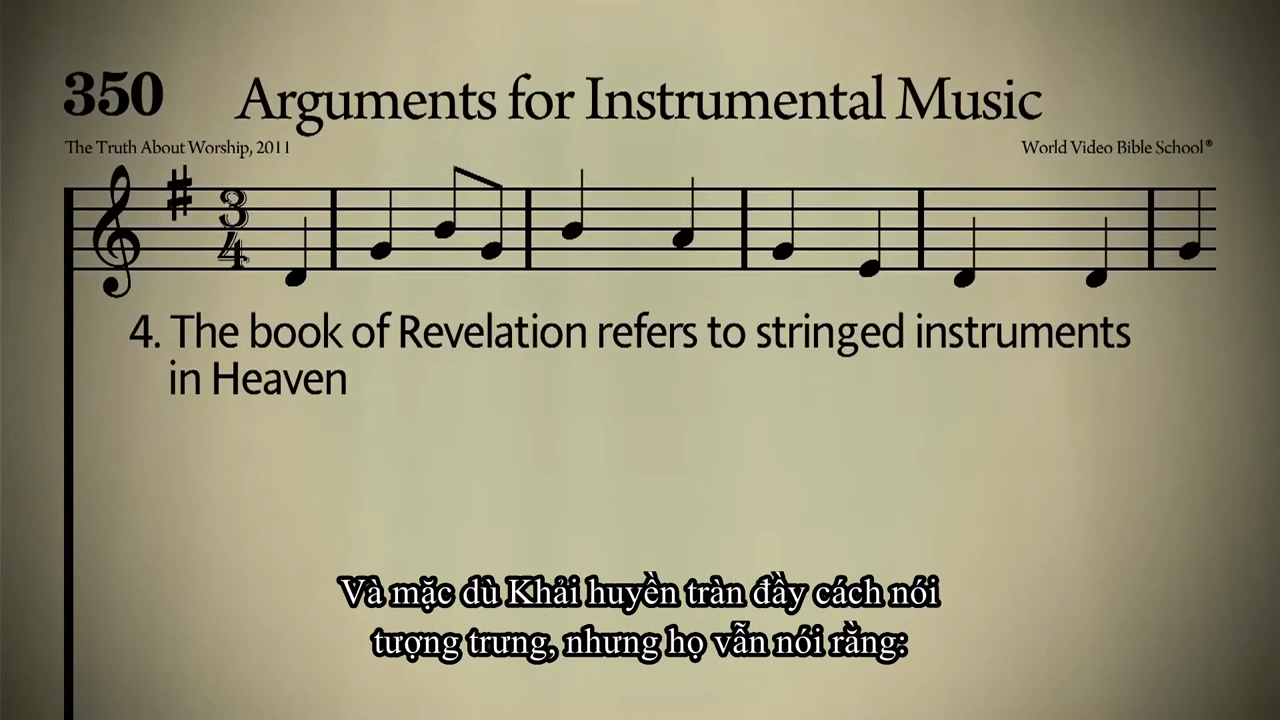 350 Arguments for Instrumental Music
The Truth About Worship, 2011 World Video Bible School®
3
4
4. The book of Revelation refers to stringed instruments
in Heaven
Và mặc dù Khải huyền tràn đầy cách nói
tượng trưng, nhưng họ vẫn nói rằng: